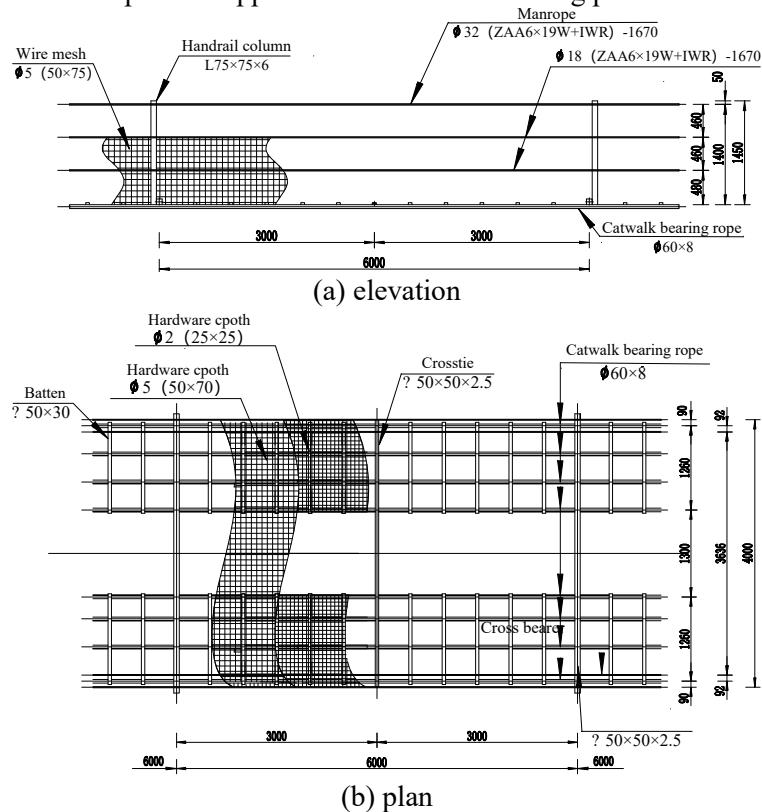 Manrope
ϕ32 (ZAA6×19W+IWR) -1670
Handrail column
L75×75×6
Wire mesh
ϕ5 (50×75)
ϕ18 (ZAA6×19W+IWR) -1670
50
460
460
480
1400
1450
Catwalk bearing rope
ϕ60×8
3000
3000
6000
(a) elevation
Hardware cpoth
ϕ2 (25×25)
Hardware cpoth
ϕ5 (50×70)
Crosstie
? 50×50×2.5
Catwalk bearing rope
ϕ60×8
Batten
? 50×30
90
92
1260
1300
3636
4000
1260
Cross bearer
90
92
? 50×50×2.5
3000
3000
6000
6000
6000
(b) plan